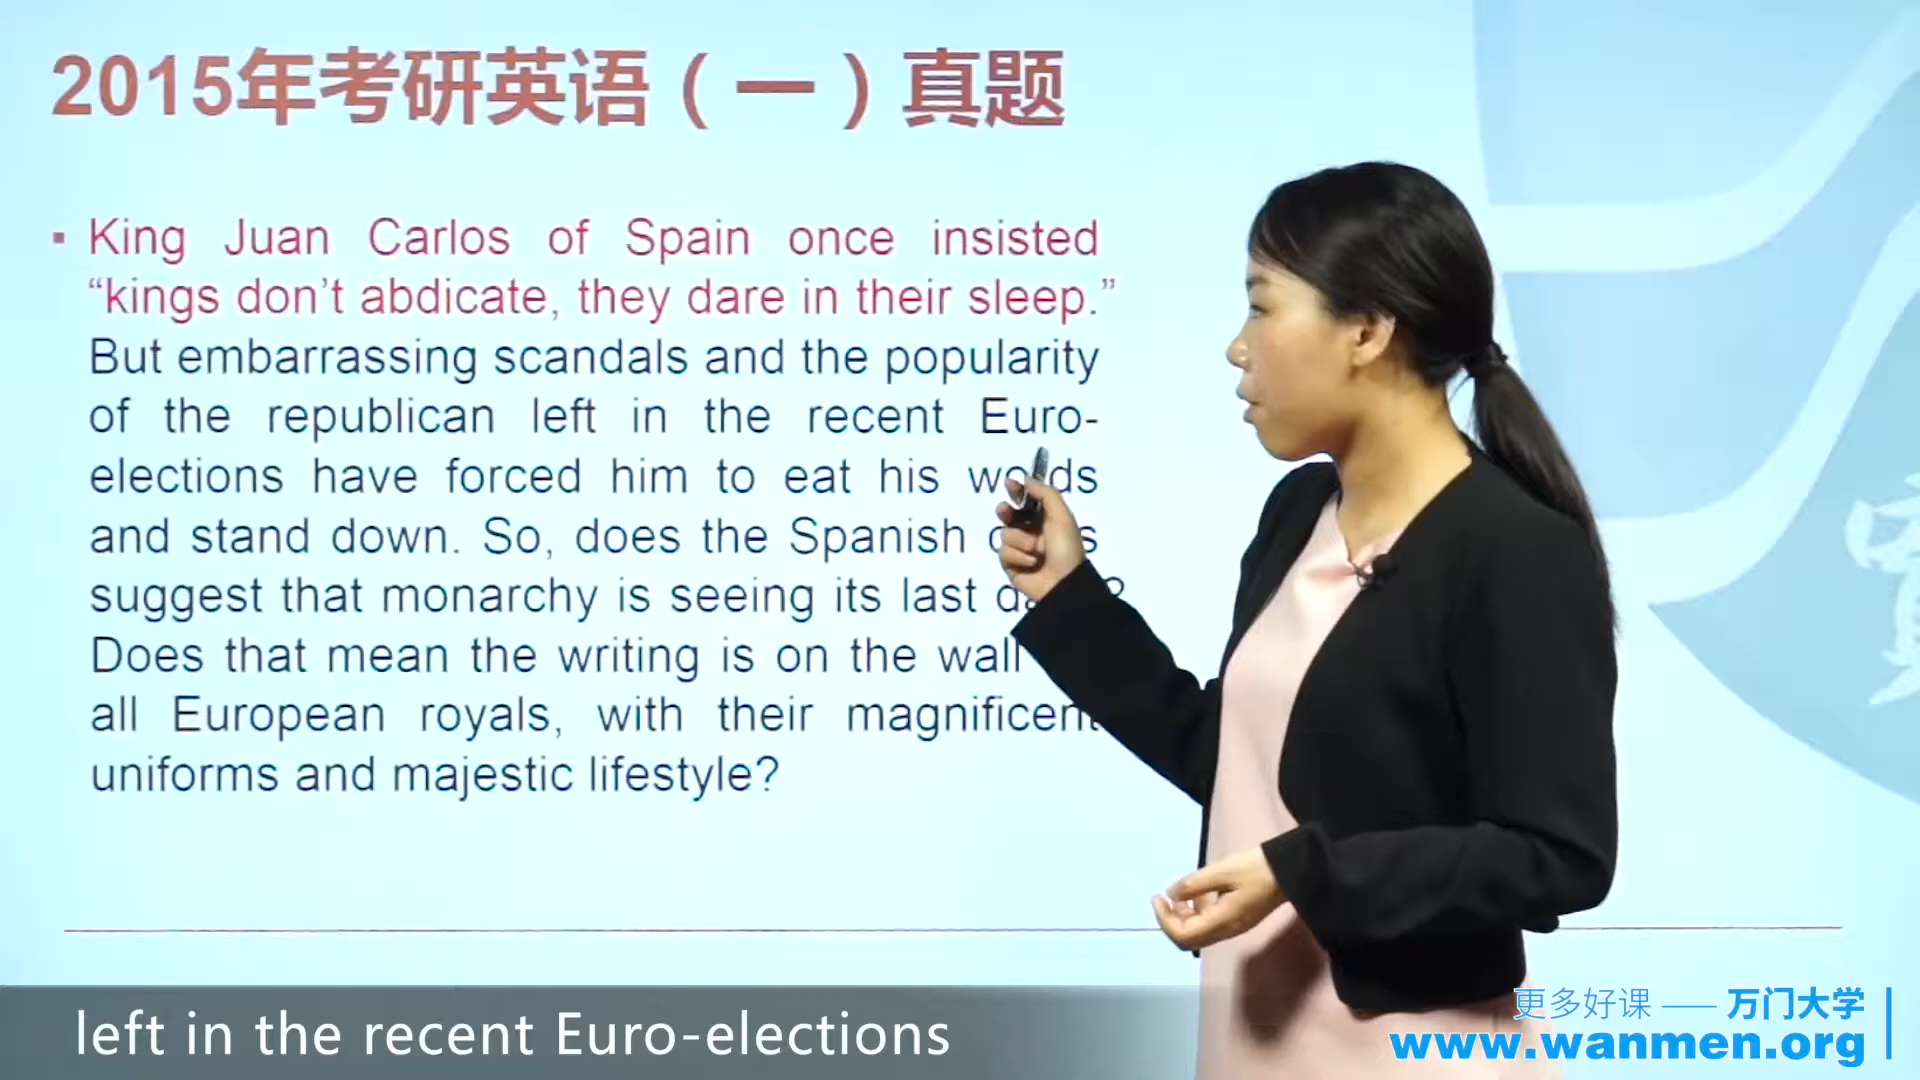 2015年考研英语（一）真题
▪ King Juan Carlos of Spain once insisted
“kings don’t abdicate, they dare in their sleep.”
But embarrassing scandals and the popularity
of the republican left in the recent Euro-
elections have forced him to eat his words
and stand down. So, does the Spanish
suggest that monarchy is seeing its last
Does that mean the writing is on the wall
all European royals, with their magnificent
uniforms and majestic lifestyle?
left in the recent Euro-elections
更多好课 —— 万门大学
www.wanmen.org